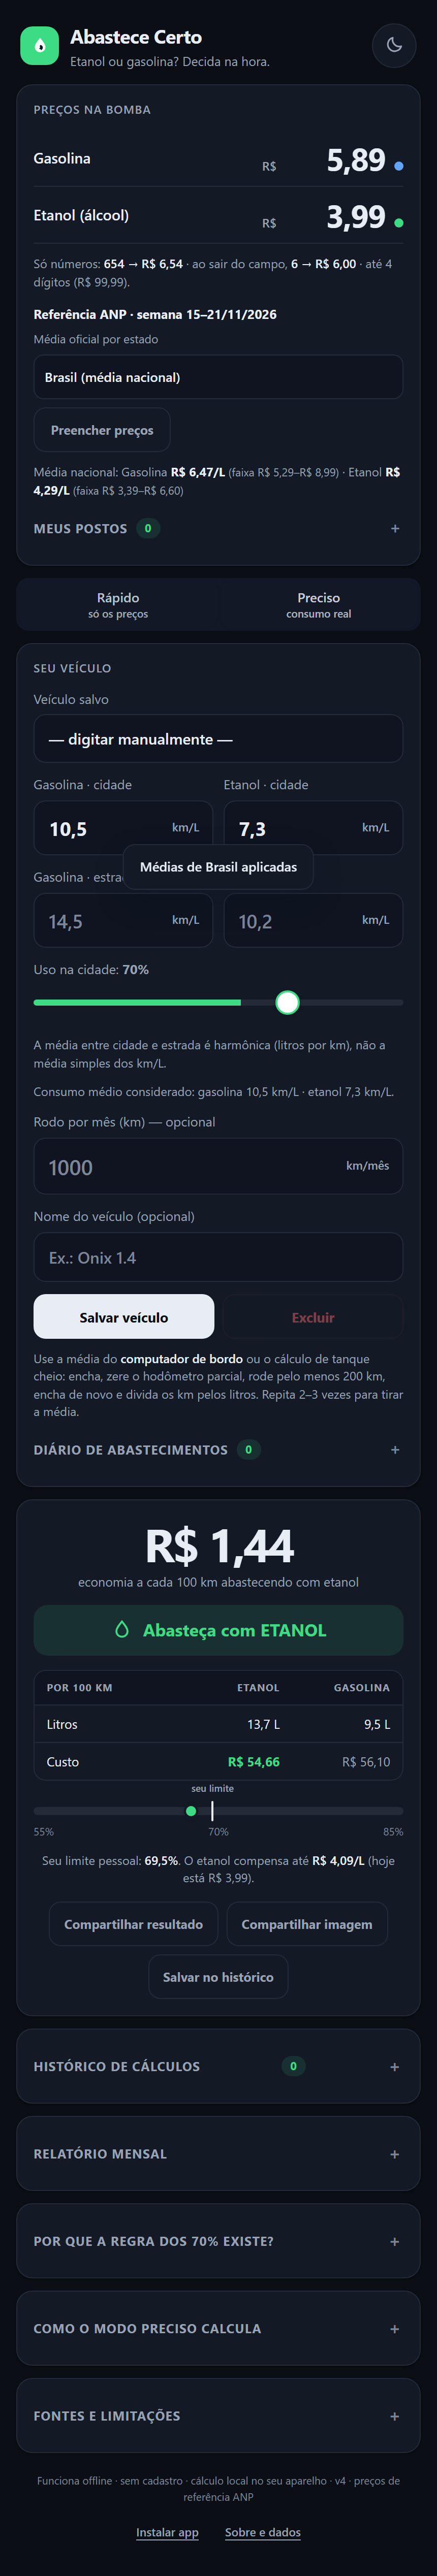 Abastece Certo
Etanol ou gasolina? Decida na hora.
PREÇOS NA BOMBA
Gasolina R$ 5,89
Etanol (álcool) R$ 3,99
Só números: 654 → R$ 6,54 · ao sair do campo, 6 → R$ 6,00 · até 4
dígitos (R$ 99,99).
Referência ANP · semana 15–21/11/2026
Média oficial por estado
Brasil (média nacional)
Preencher preços
Média nacional: Gasolina R$ 6,47/L (faixa R$ 5,29–R$ 8,99) · Etanol R$
4,29/L (faixa R$ 3,39–R$ 6,60)
MEUS POSTOS 0 +
Rápido Preciso
só os preços consumo real
SEU VEÍCULO
Veículo salvo
— digitar manualmente —
Gasolina · cidade Etanol · cidade
10,5 km/L 7,3 km/L
Médias de Brasil aplicadas
Gasolina · estra
14,5 km/L 10,2 km/L
Uso na cidade: 70%
A média entre cidade e estrada é harmônica (litros por km), não a
média simples dos km/L.
Consumo médio considerado: gasolina 10,5 km/L · etanol 7,3 km/L.
Rodo por mês (km) — opcional
1000 km/mês
Nome do veículo (opcional)
Ex.: Onix 1.4
Salvar veículo Excluir
Use a média do computador de bordo ou o cálculo de tanque
cheio: encha, zere o hodômetro parcial, rode pelo menos 200 km,
encha de novo e divida os km pelos litros. Repita 2–3 vezes para tirar
a média.
DIÁRIO DE ABASTECIMENTOS 0 +
R$ 1,44
economia a cada 100 km abastecendo com etanol
Abasteça com ETANOL
POR 100 KM ETANOL GASOLINA
Litros 13,7 L 9,5 L
Custo R$ 54,66 R$ 56,10
seu limite
55% 70% 85%
Seu limite pessoal: 69,5%. O etanol compensa até R$ 4,09/L (hoje
está R$ 3,99).
Compartilhar resultado Compartilhar imagem
Salvar no histórico
HISTÓRICO DE CÁLCULOS 0 +
RELATÓRIO MENSAL +
POR QUE A REGRA DOS 70% EXISTE? +
COMO O MODO PRECISO CALCULA +
FONTES E LIMITAÇÕES +
Funciona offline · sem cadastro · cálculo local no seu aparelho · v4 · preços de
referência ANP
Instalar app Sobre e dados